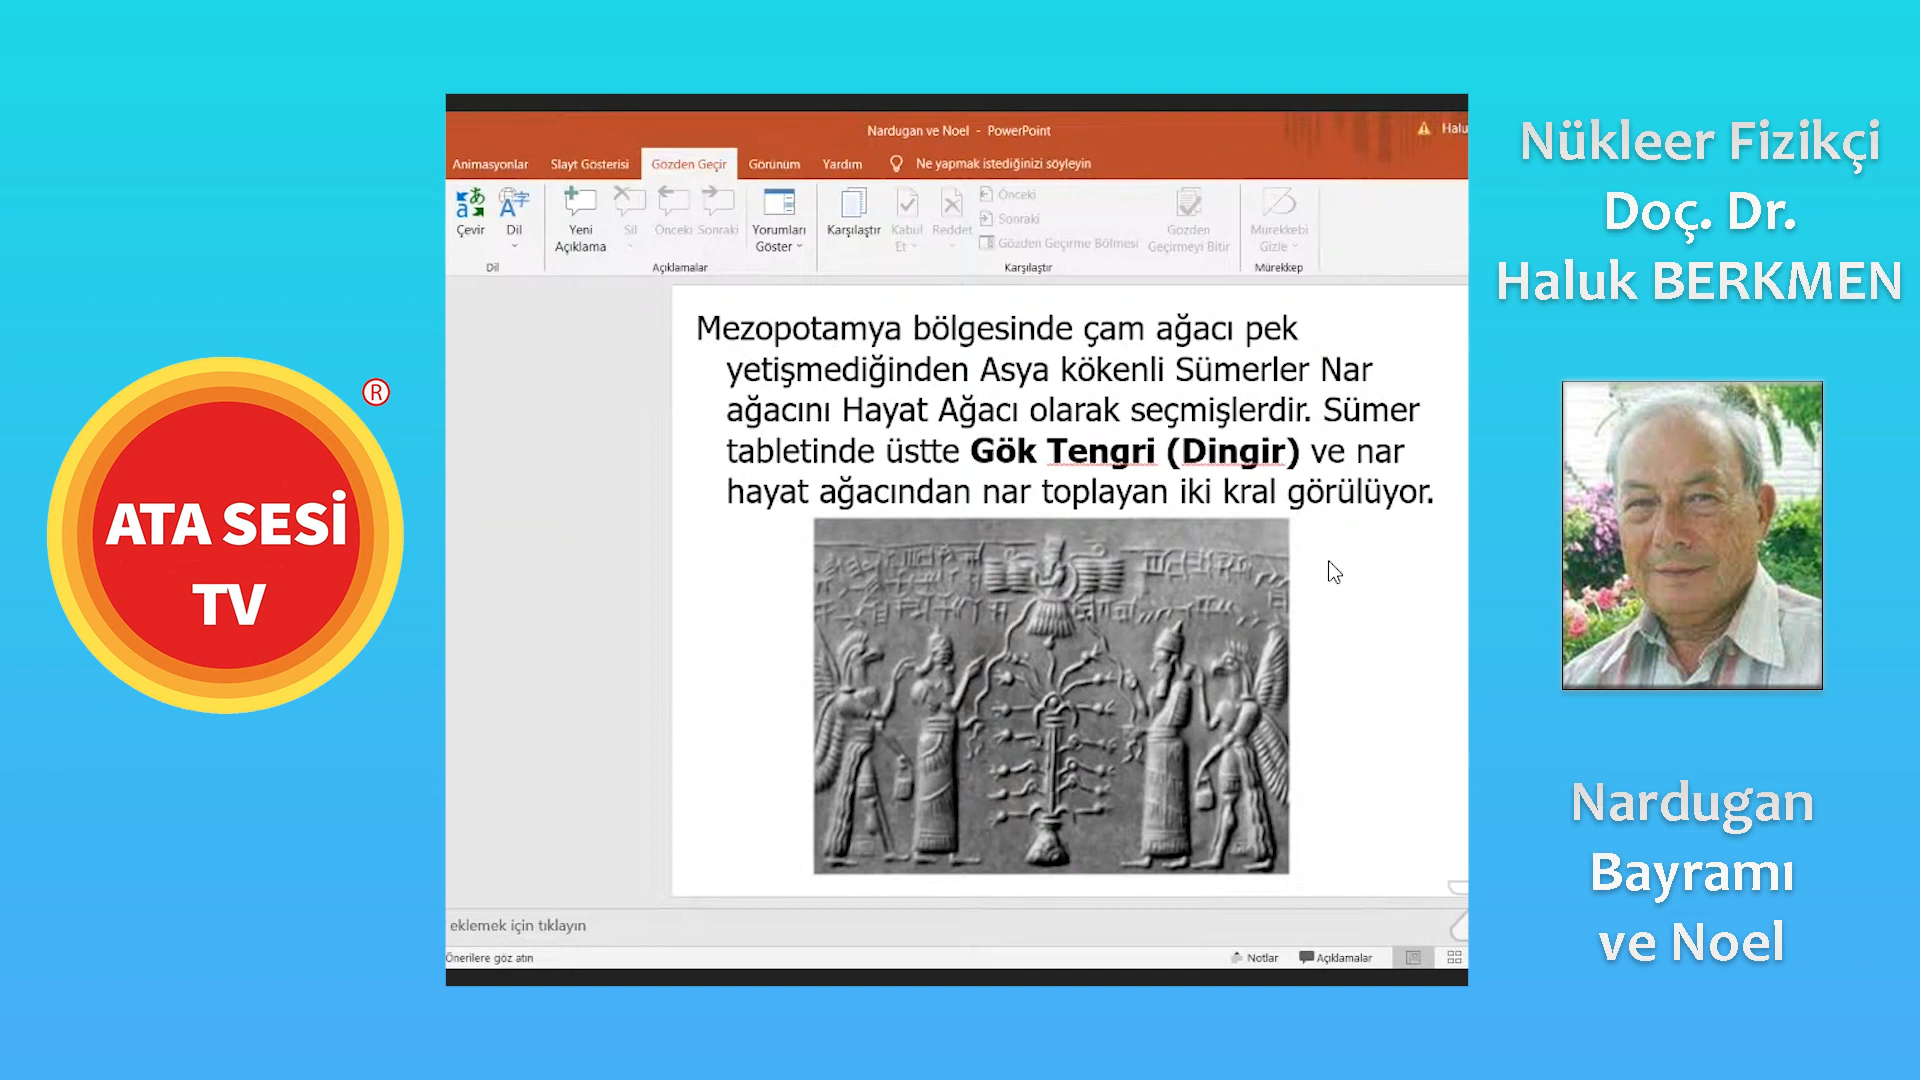 Nardugan ve Noel - PowerPoint
Halu
Animasyonlar Slayt Gösterisi Gözden Geçir Görünüm Yardım Ne yapmak istediğinizi söyleyin
Çevir
Dil
Dil
Yeni Açıklama
Sil
Önceki
Sonraki
Yorumları Göster
Açıklamalar
Karşılaştır
Kabul Et
Reddet
Önceki
Sonraki
Gözden Geçirme Bölmesi
Gözden Geçirmeyi Bitir
Karşılaştır
Mürekkebi Gizle
Mürekkep
Mezopotamya bölgesinde çam ağacı pek
yetişmediğinden Asya kökenli Sümerler Nar
ağacını Hayat Ağacı olarak seçmişlerdir. Sümer
tabletinde üstte Gök Tengri (Dingir) ve nar
hayat ağacından nar toplayan iki kral görülüyor.
eklemek için tıklayın
Önerilere göz atın
Notlar
Açıklamalar
ATA SESİ
TV
®
Nükleer Fizikçi
Doç. Dr.
Haluk BERKMEN
Nardugan
Bayramı
ve Noel